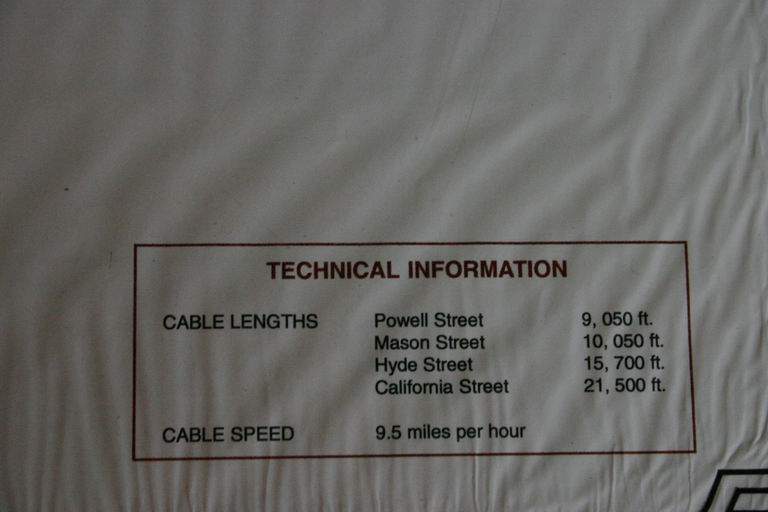 TECHNICAL INFORMATION
CABLE LENGTHS Powell Street 9, 050 ft.
Mason Street 10, 050 ft.
Hyde Street 15, 700 ft.
California Street 21, 500 ft.
CABLE SPEED 9.5 miles per hour